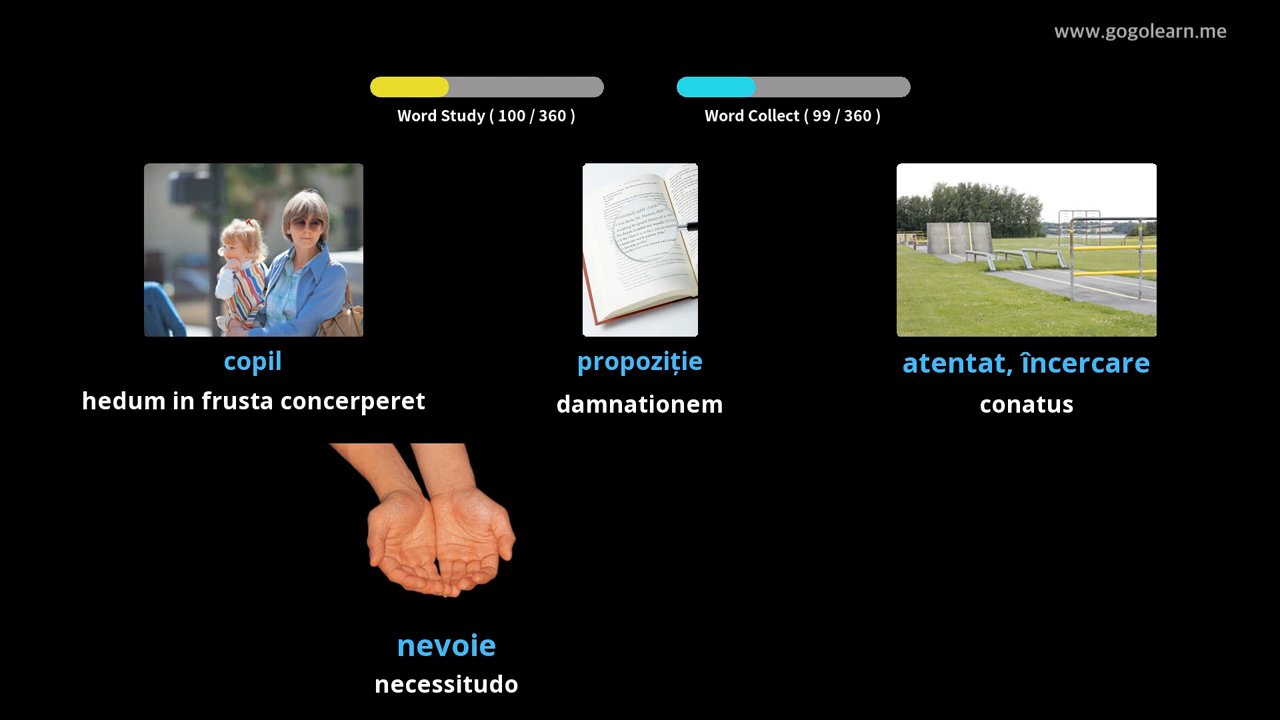 www.gogolearn.me
Word Study ( 100 / 360 )
Word Collect ( 99 / 360 )
copil
hedum in frusta concerperet
propoziție
damnationem
atentat, încercare
conatus
nevoie
necessitudo